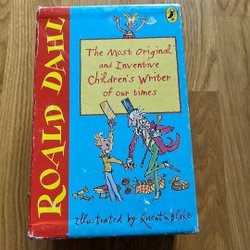 ROALD DAHL
The Most Original
and Inventive
Children's Writer
of our times
Illustrated by Quentin Blake